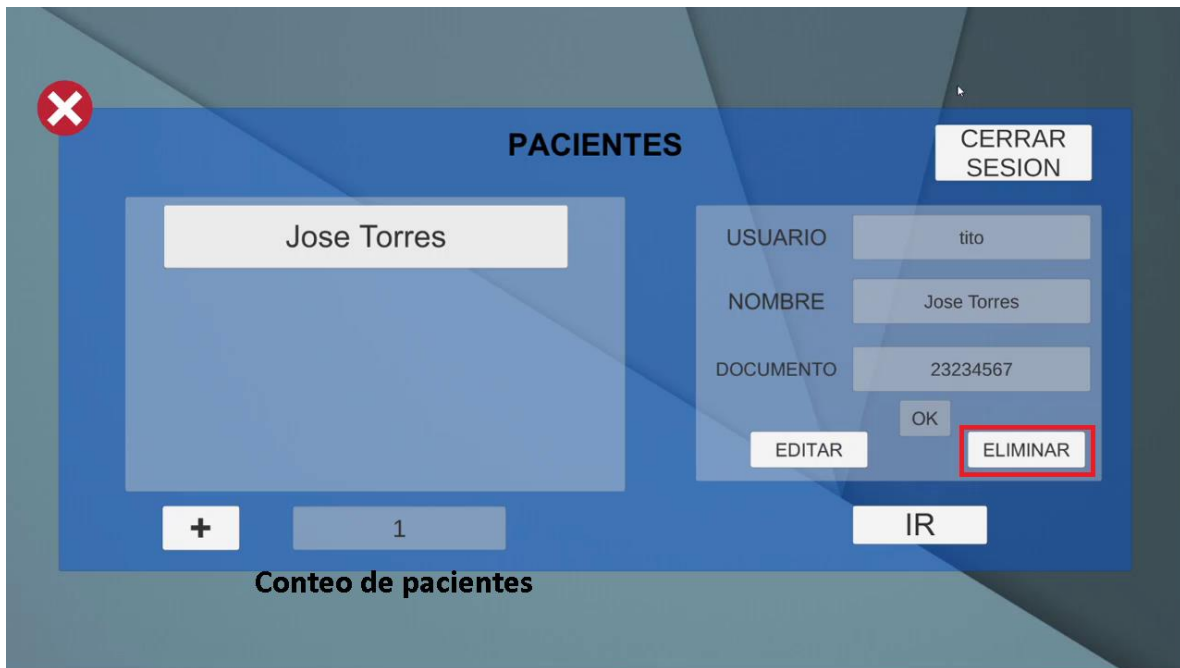 PACIENTES
CERRAR
SESION
Jose Torres
USUARIO tito
NOMBRE Jose Torres
DOCUMENTO 23234567
OK
EDITAR ELIMINAR
+ 1 IR
Conteo de pacientes